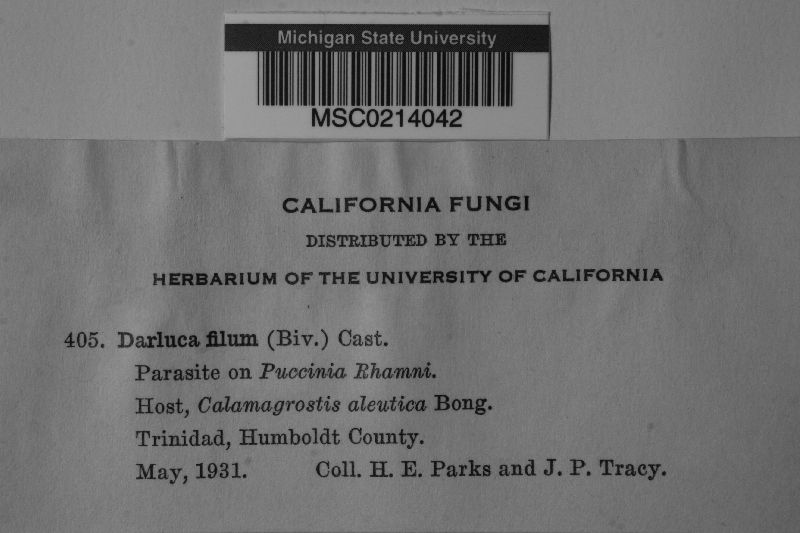 Michigan State University
MSC0214042
CALIFORNIA FUNGI
DISTRIBUTED BY THE
HERBARIUM OF THE UNIVERSITY OF CALIFORNIA
405. Darluca filum (Biv.) Cast.
Parasite on Puccinia Rhamni.
Host, Calamagrostis aleutica Bong.
Trinidad, Humboldt County.
May, 1931. Coll. H. E. Parks and J. P. Tracy.